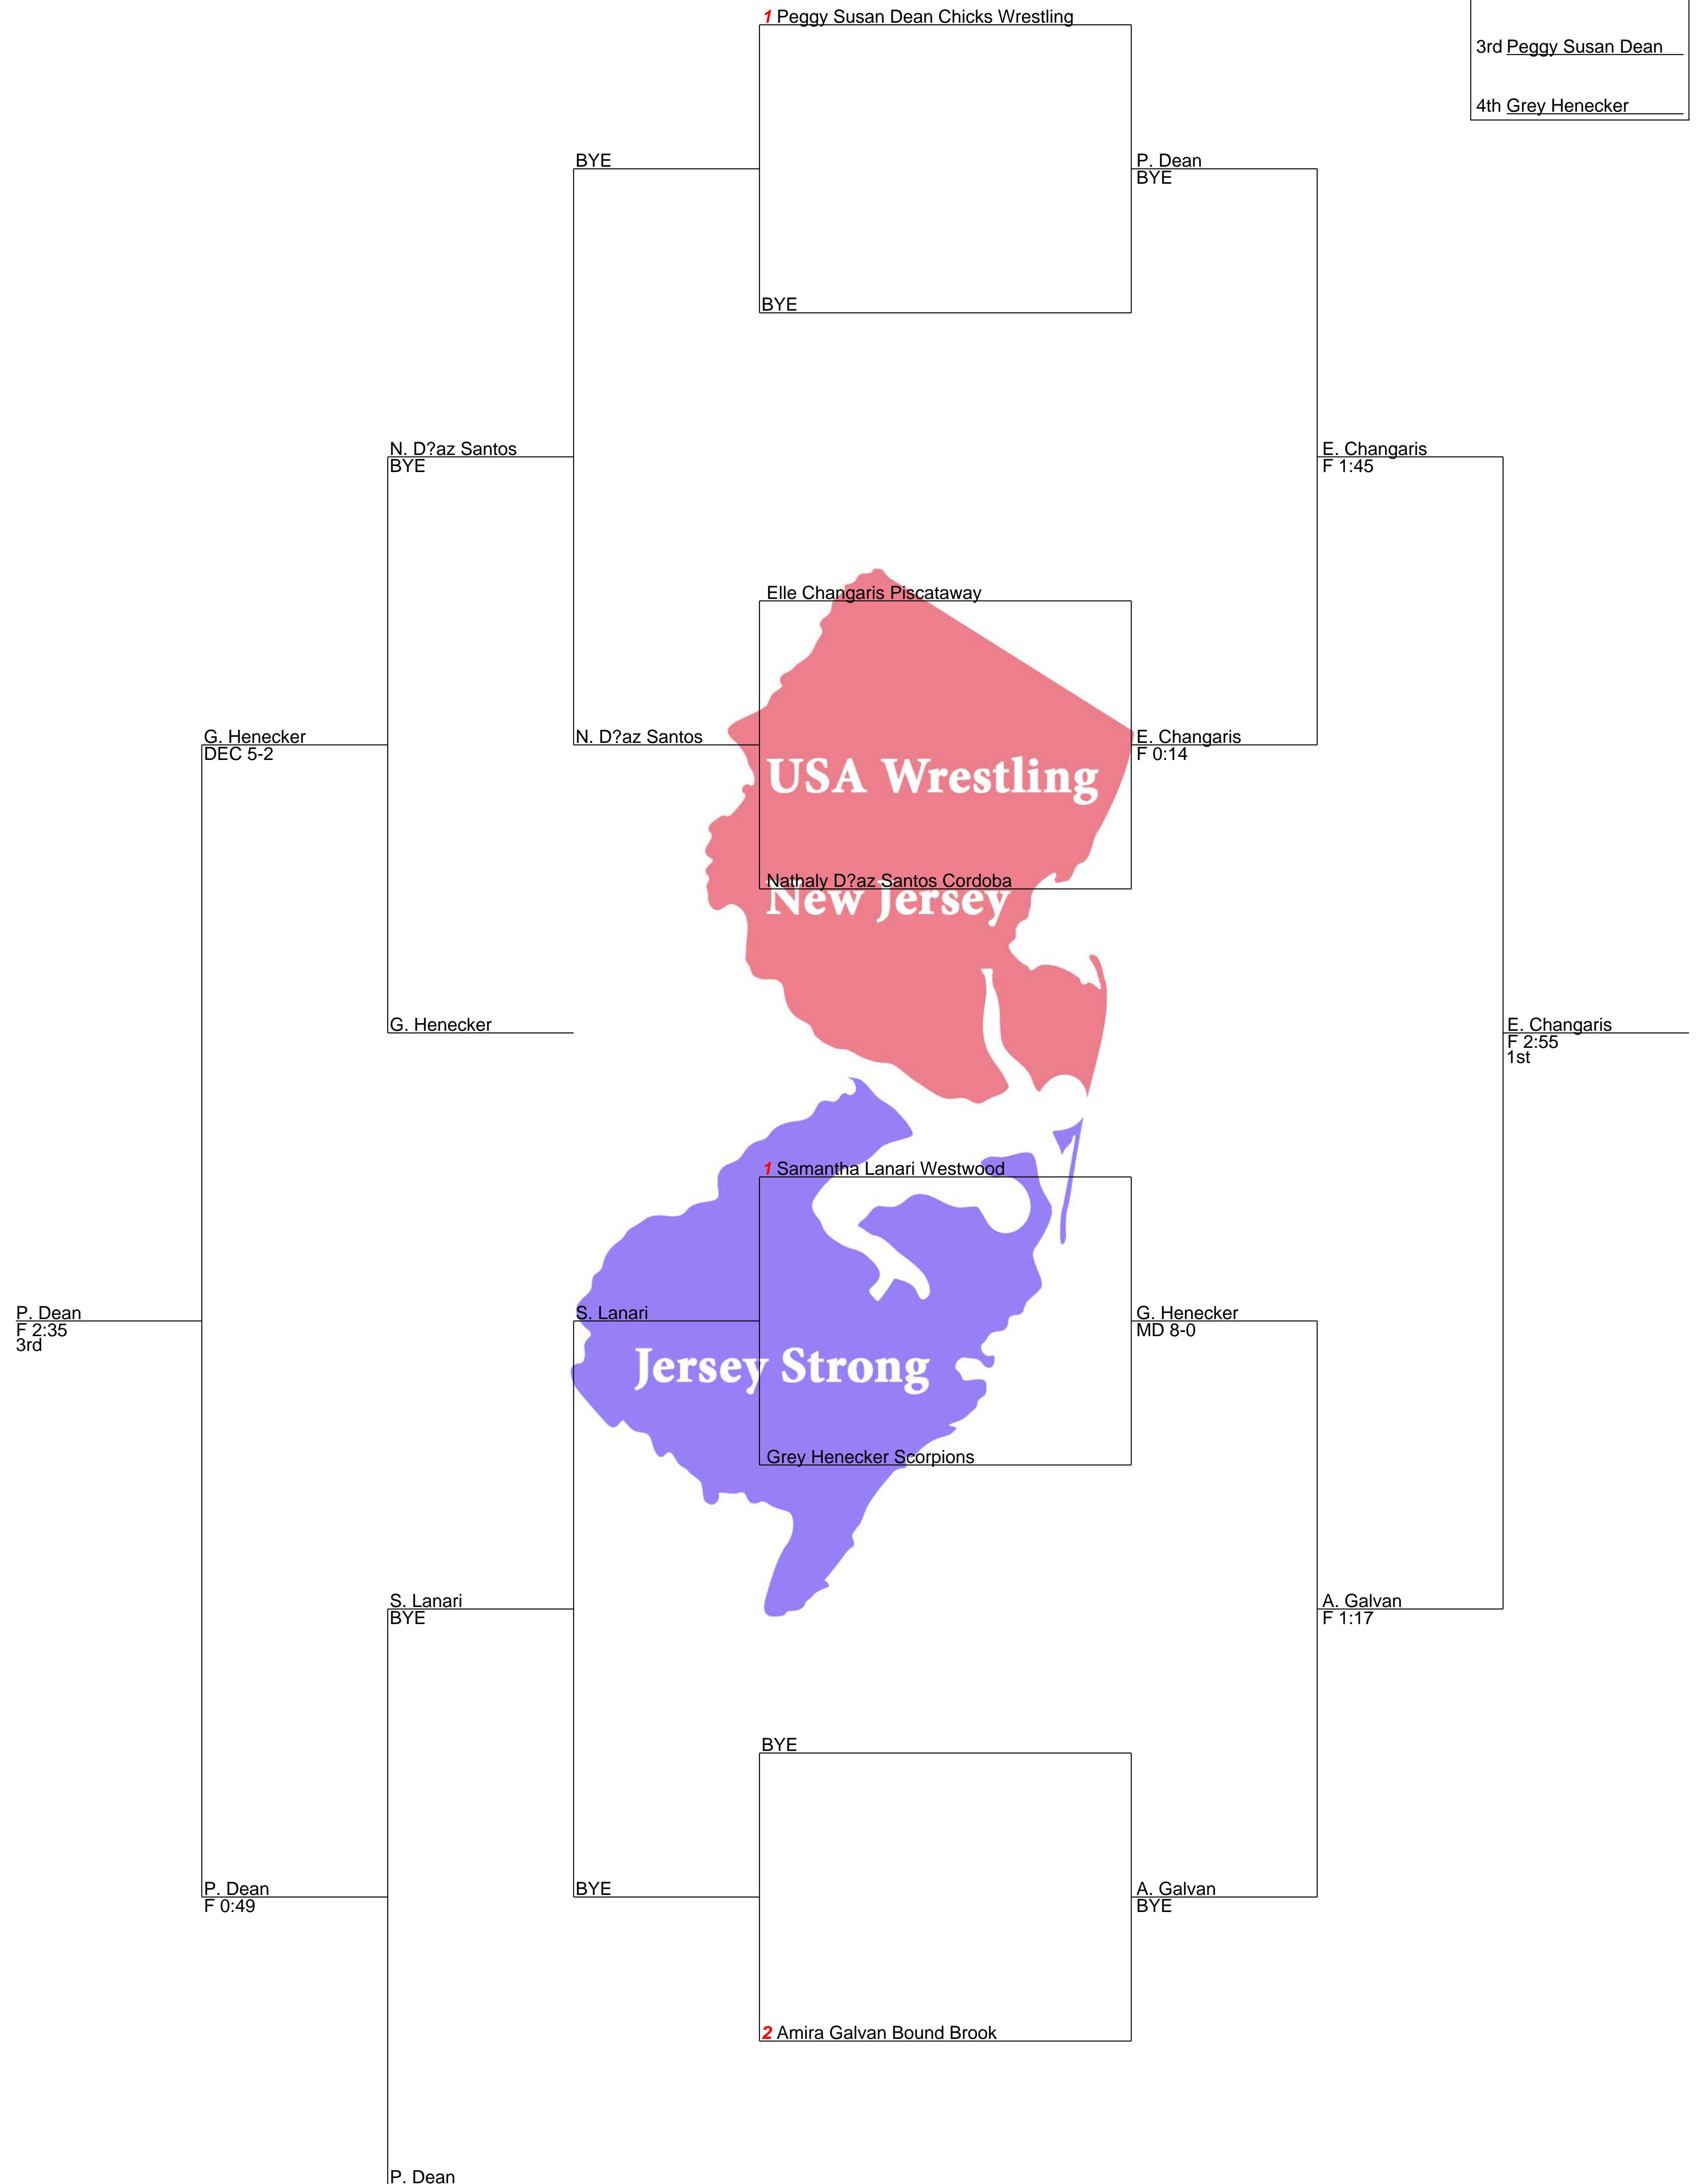 1 Peggy Susan Dean Chicks Wrestling
3rd Peggy Susan Dean
4th Grey Henecker
BYE
P. Dean
BYE
BYE
N. D?az Santos
BYE
E. Changaris
F 1:45
Elle Changaris Piscataway
G. Henecker
DEC 5-2
N. D?az Santos
E. Changaris
F 0:14
USA Wrestling
Nathaly D?az Santos Cordoba
New Jersey
G. Henecker
E. Changaris
F 2:55
1st
1 Samantha Lanari Westwood
P. Dean
F 2:35
3rd
S. Lanari
G. Henecker
MD 8-0
Jersey Strong
Grey Henecker Scorpions
S. Lanari
BYE
A. Galvan
F 1:17
BYE
P. Dean
F 0:49
BYE
A. Galvan
BYE
2 Amira Galvan Bound Brook
P. Dean